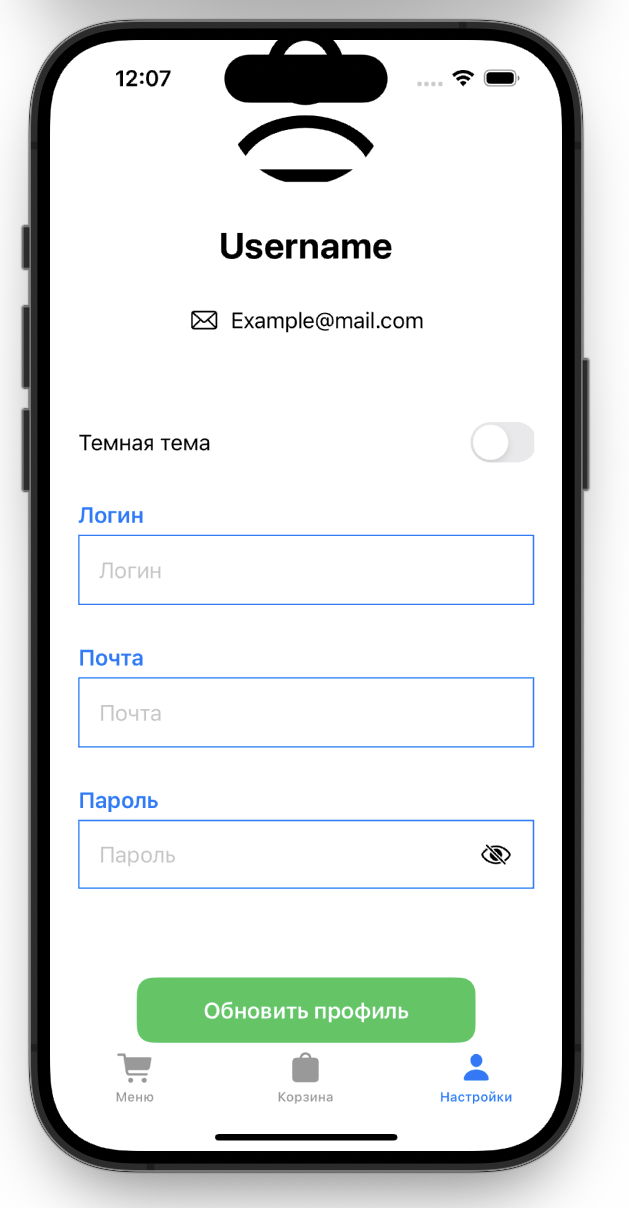 12:07
Username
Example@mail.com
Темная тема
Логин
Логин
Почта
Почта
Пароль
Пароль
Обновить профиль
Меню
Корзина
Настройки